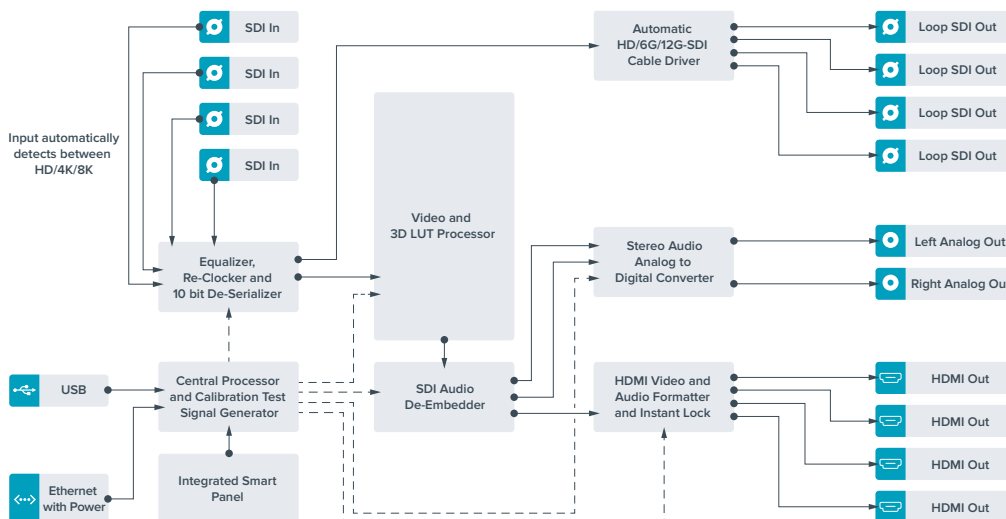 SDI In
SDI In
SDI In
SDI In
Input automatically
detects between
HD/4K/8K
Automatic
HD/6G/12G-SDI
Cable Driver
Loop SDI Out
Loop SDI Out
Loop SDI Out
Loop SDI Out
Video and
3D LUT Processor
Equalizer,
Re-Clocker and
10 bit De-Serializer
Stereo Audio
Analog to
Digital Converter
Left Analog Out
Right Analog Ou
USB
Central Processor
and Calibration Test
Signal Generator
SDI Audio
De-Embedder
HDMI Video and
Audio Formatter
and Instant Lock
HDMI Out
HDMI Out
HDMI Out
HDMI Out
Ethernet
with Power
Integrated Smart
Panel